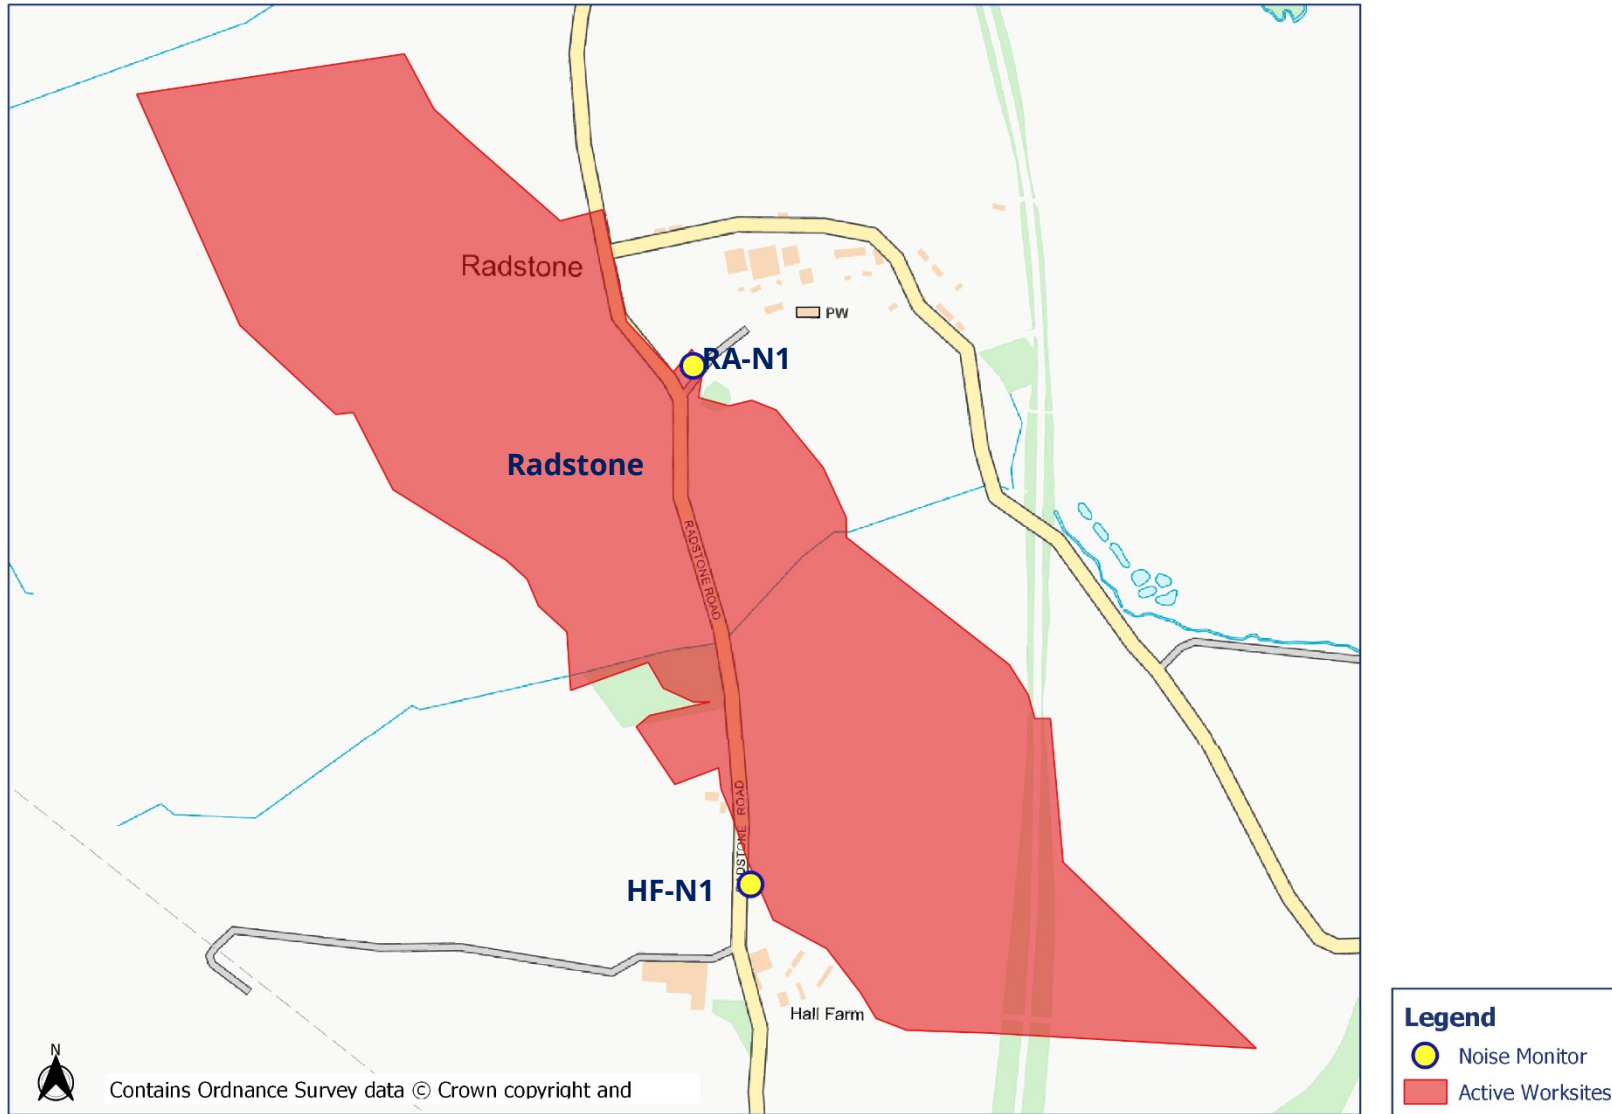 Radstone
PW
RA-N1
Radstone
RADSTONE ROAD
RADSTONE ROAD
HF-N1
Hall Farm
N
Contains Ordnance Survey data © Crown copyright and
Legend
Noise Monitor
Active Worksites